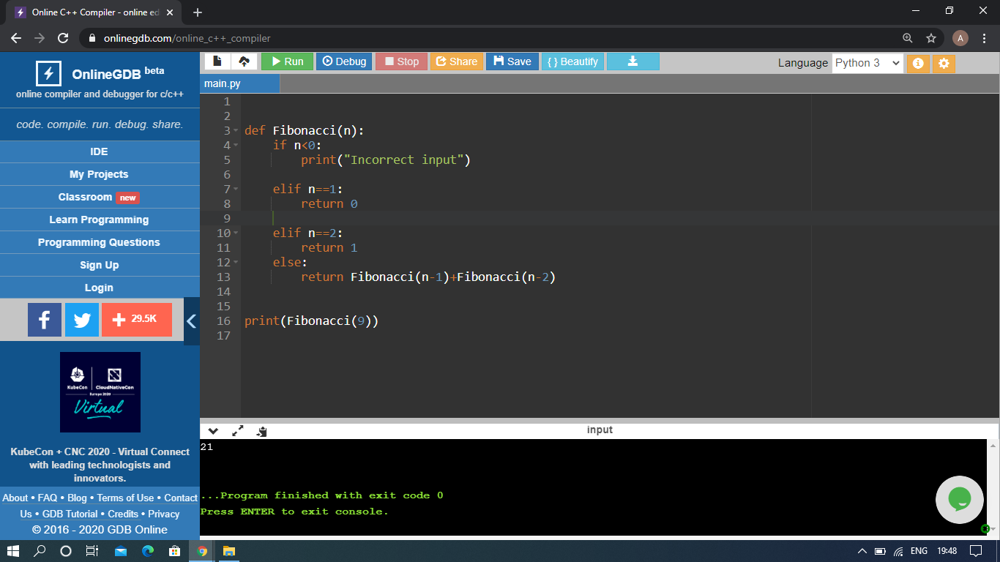 Online C++ Compiler - online ed
onlinegdb.com/online_c++_compiler
A
OnlineGDB beta
online compiler and debugger for c/c++
code. compile. run. debug. share.
IDE
My Projects
Classroom new
Learn Programming
Programming Questions
Sign Up
Login
29.5K
KubeCon
CloudNativeCon
Europe 2020
Virtual
KubeCon + CNC 2020 - Virtual Connect
with leading technologists and
innovators.
About • FAQ • Blog • Terms of Use • Contact
Us • GDB Tutorial • Credits • Privacy
© 2016 - 2020 GDB Online
Run Debug Stop Share Save { } Beautify
Language Python 3
main.py
1
2
3 def Fibonacci(n):
4 if n<0:
5 print("Incorrect input")
6
7 elif n==1:
8 return 0
9
10 elif n==2:
11 return 1
12 else:
13 return Fibonacci(n-1)+Fibonacci(n-2)
14
15
16 print(Fibonacci(9))
17
input
21
...Program finished with exit code 0
Press ENTER to exit console.
ENG 19:48